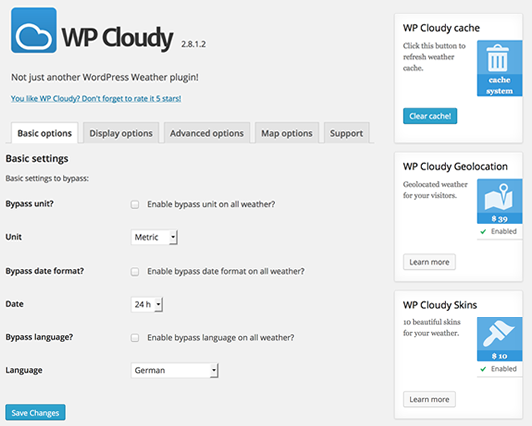 WP Cloudy 2.8.1.2
Not just another WordPress Weather plugin!
You like WP Cloudy? Don't forget to rate it 5 stars!
Basic options
Display options
Advanced options
Map options
Support
Basic settings
Basic settings to bypass:
Bypass unit?
Enable bypass unit on all weather?
Unit
Metric
Bypass date format?
Enable bypass date format on all weather?
Date
24 h
Bypass language?
Enable bypass language on all weather?
Language
German
Save Changes
WP Cloudy cache
Click this button to
refresh weather
cache.
cache
system
Clear cache!
WP Cloudy Geolocation
Geolocated weather
for your visitors.
$ 39
Enabled
Learn more
WP Cloudy Skins
10 beautiful skins
for your weather.
$ 10
Enabled
Learn more